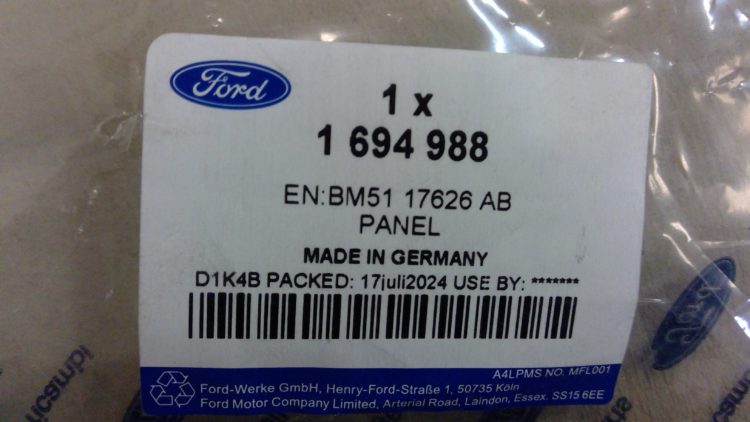 Ford
1 x
1 694 988
EN:BM51 17626 AB
PANEL
MADE IN GERMANY
D1K4B PACKED: 17juli2024 USE BY: *******
A4LPMS NO. MFL001
Ford-Werke GmbH, Henry-Ford-Straße 1, 50735 Köln
Ford Motor Company Limited, Arterial Road, Laindon, Essex. SS15 6EE